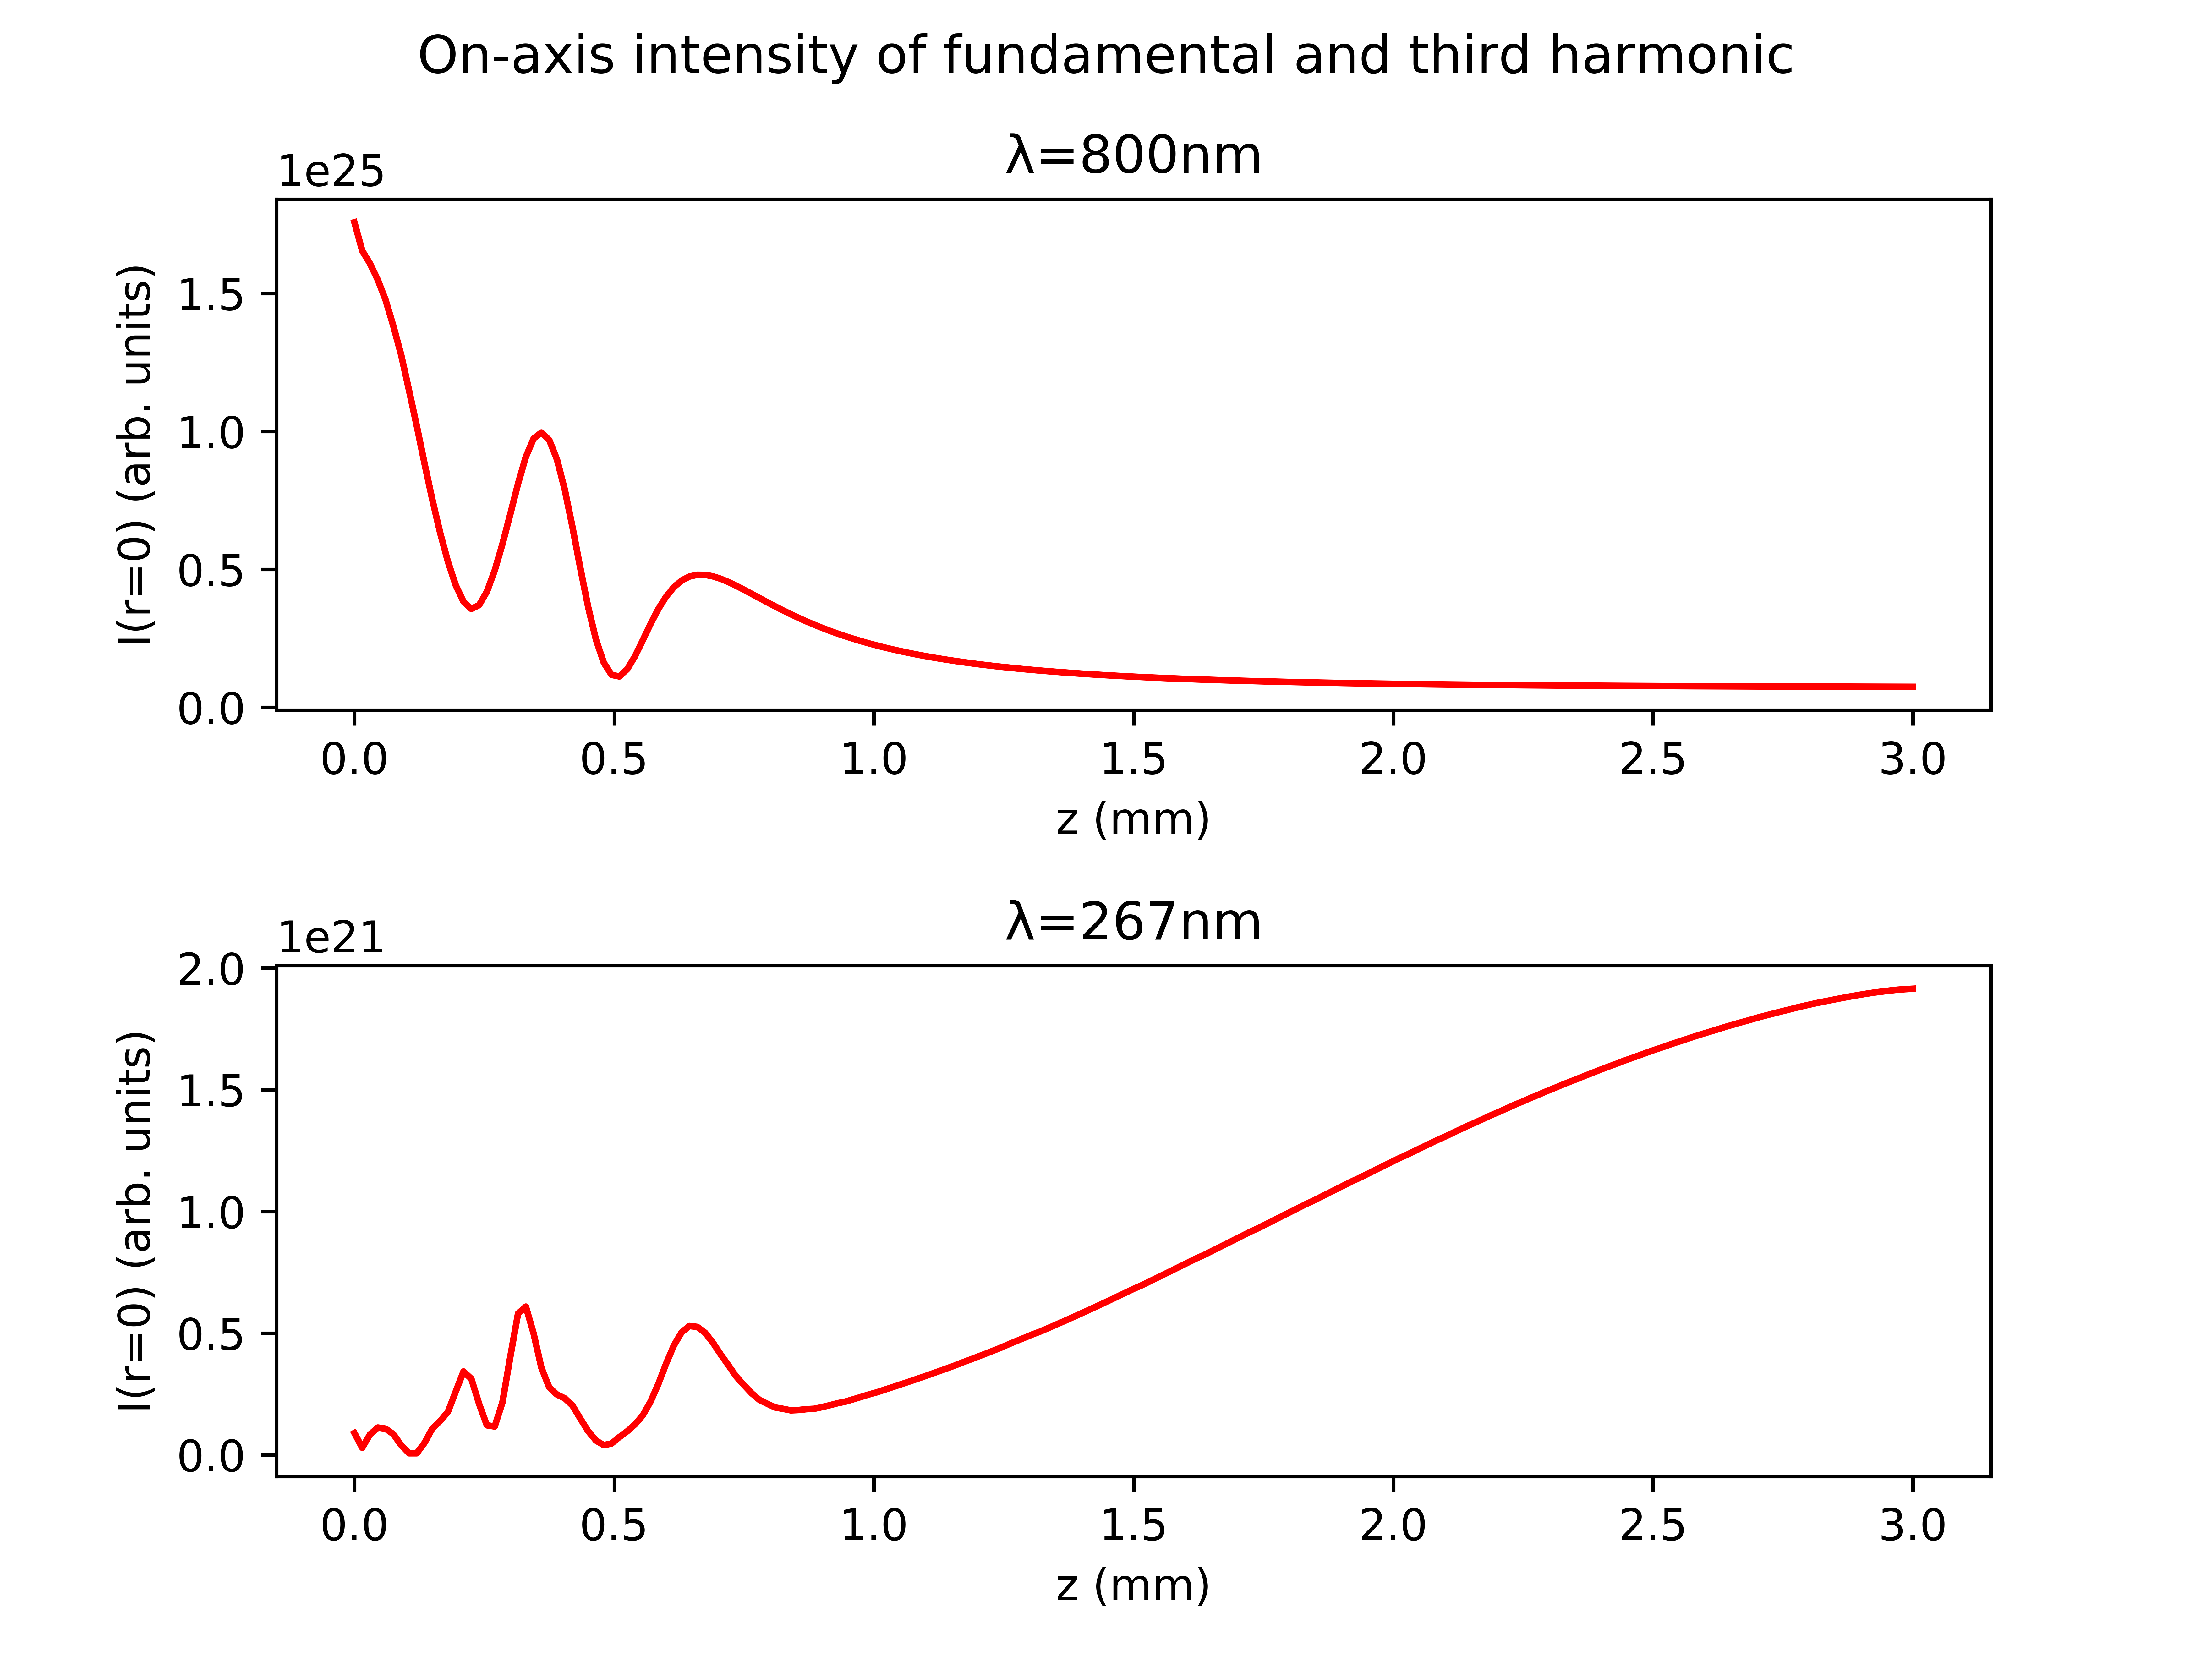 On-axis intensity of fundamental and third harmonic
λ=800nm
1e25
I(r=0) (arb. units)
1.5
1.0
0.5
0.0
0.0 0.5 1.0 1.5 2.0 2.5 3.0
z (mm)
λ=267nm
1e21
I(r=0) (arb. units)
2.0
1.5
1.0
0.5
0.0
0.0 0.5 1.0 1.5 2.0 2.5 3.0
z (mm)